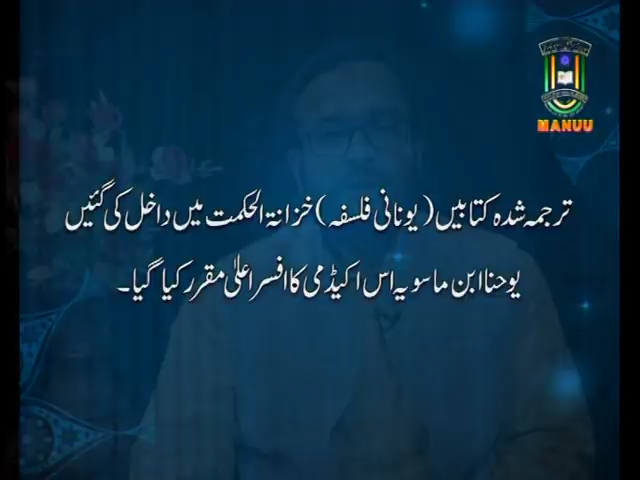 MANUU
ترجمہ شدہ کتابیں (یونانی فلسفہ) خزانۃ الحکمت میں داخل کی گئیں
یوحنا ابن ماسویہ اس اکیڈمی کا افسر اعلیٰ مقرر کیا گیا۔